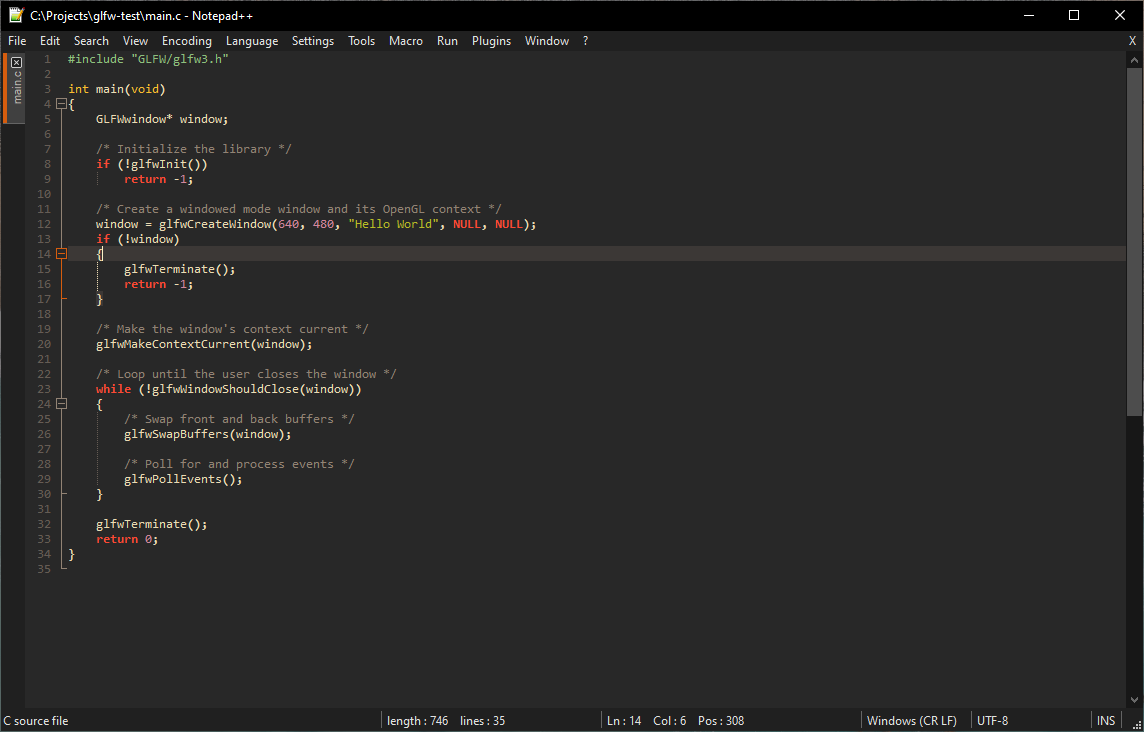 C:\Projects\glfw-test\main.c - Notepad++
File Edit Search View Encoding Language Settings Tools Macro Run Plugins Window ? X
main.c
1 #include "GLFW/glfw3.h"
2
3 int main(void)
4 {
5     GLFWwindow* window;
6
7     /* Initialize the library */
8     if (!glfwInit())
9         return -1;
10
11     /* Create a windowed mode window and its OpenGL context */
12     window = glfwCreateWindow(640, 480, "Hello World", NULL, NULL);
13     if (!window)
14     {
15         glfwTerminate();
16         return -1;
17     }
18
19     /* Make the window's context current */
20     glfwMakeContextCurrent(window);
21
22     /* Loop until the user closes the window */
23     while (!glfwWindowShouldClose(window))
24     {
25         /* Swap front and back buffers */
26         glfwSwapBuffers(window);
27
28         /* Poll for and process events */
29         glfwPollEvents();
30     }
31
32     glfwTerminate();
33     return 0;
34 }
35
C source file length : 746 lines : 35 Ln : 14 Col : 6 Pos : 308 Windows (CR LF) UTF-8 INS